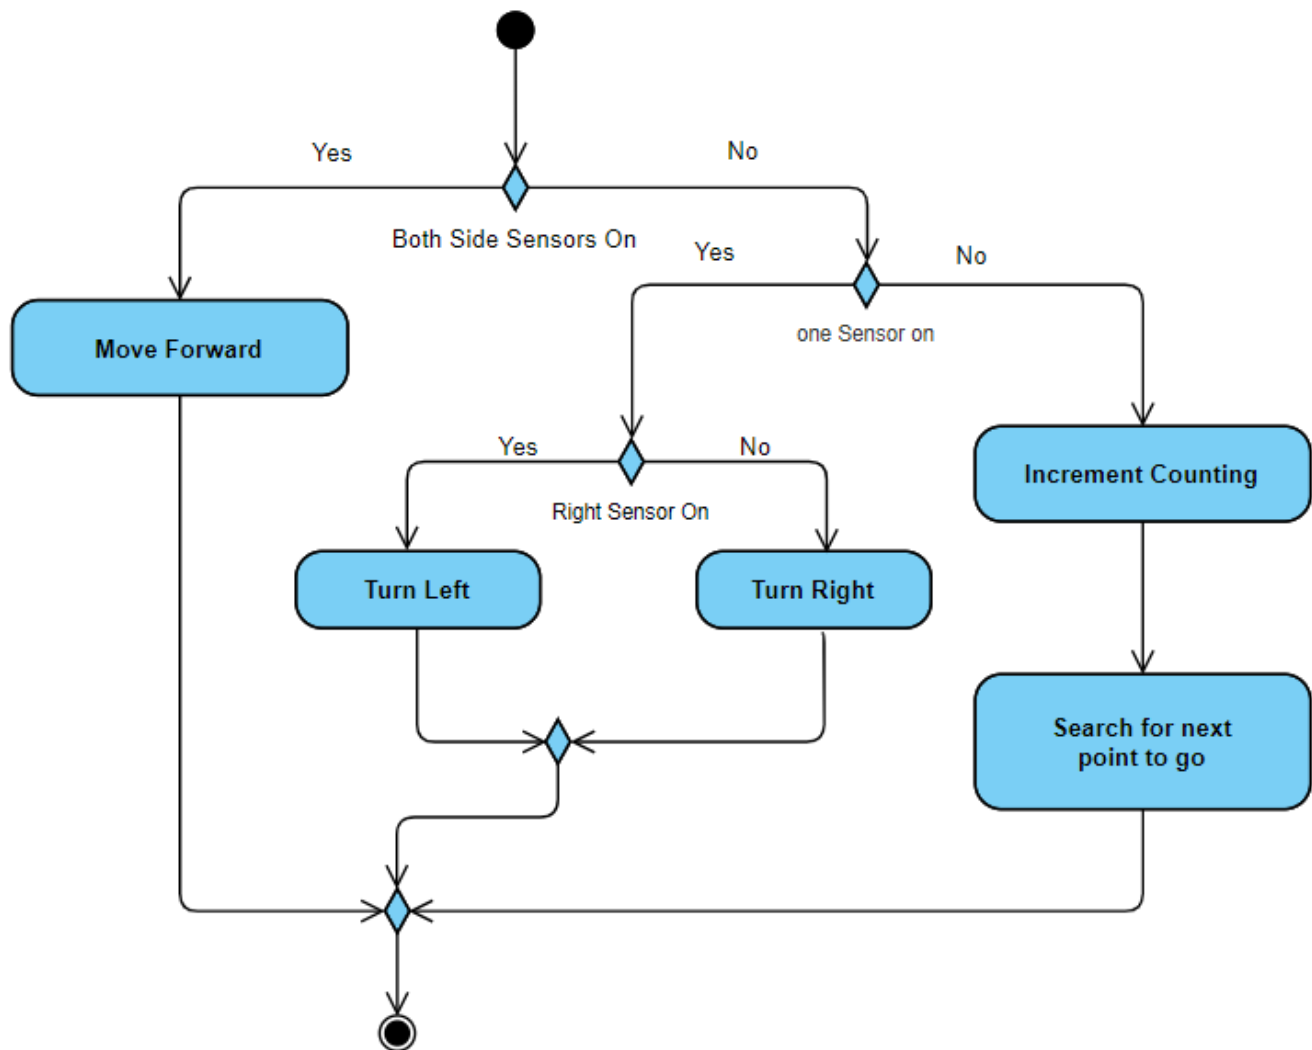 Yes
No
Both Side Sensors On
Yes
No
one Sensor on
Move Forward
Yes
No
Right Sensor On
Increment Counting
Turn Left
Turn Right
Search for next
point to go